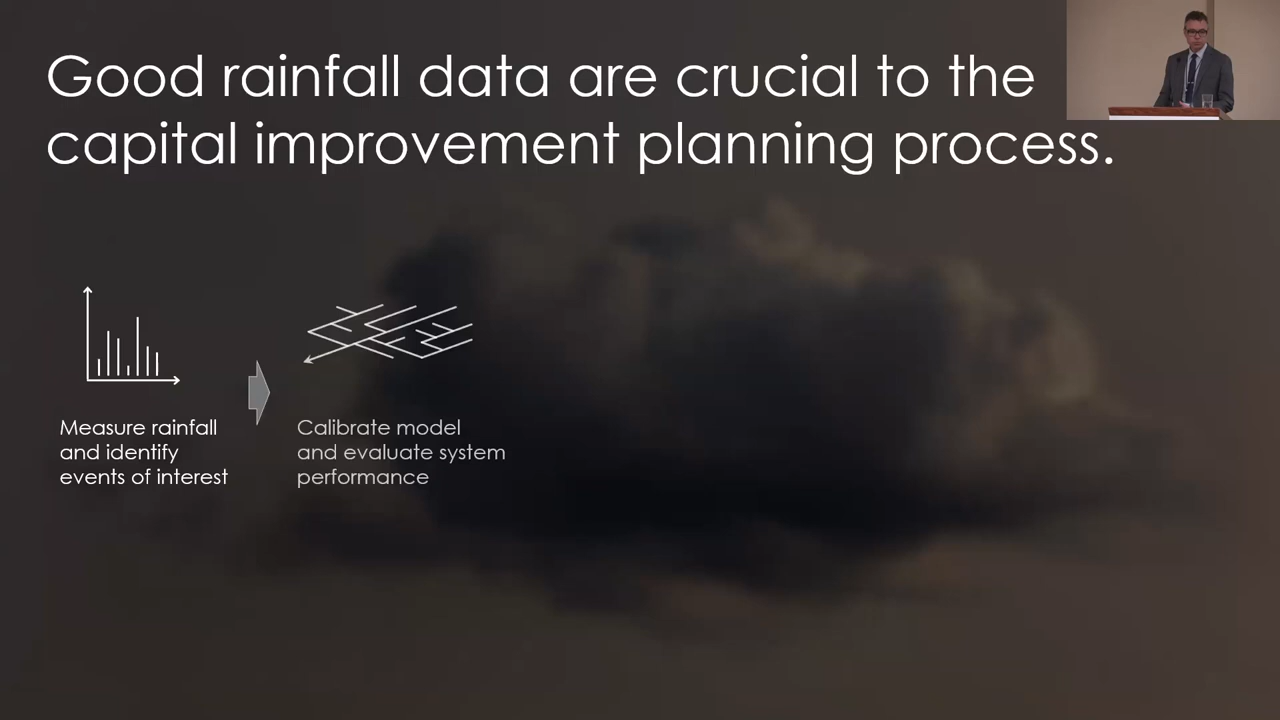 Good rainfall data are crucial to the
capital improvement planning process.
Measure rainfall
and identify
events of interest
Calibrate model
and evaluate system
performance